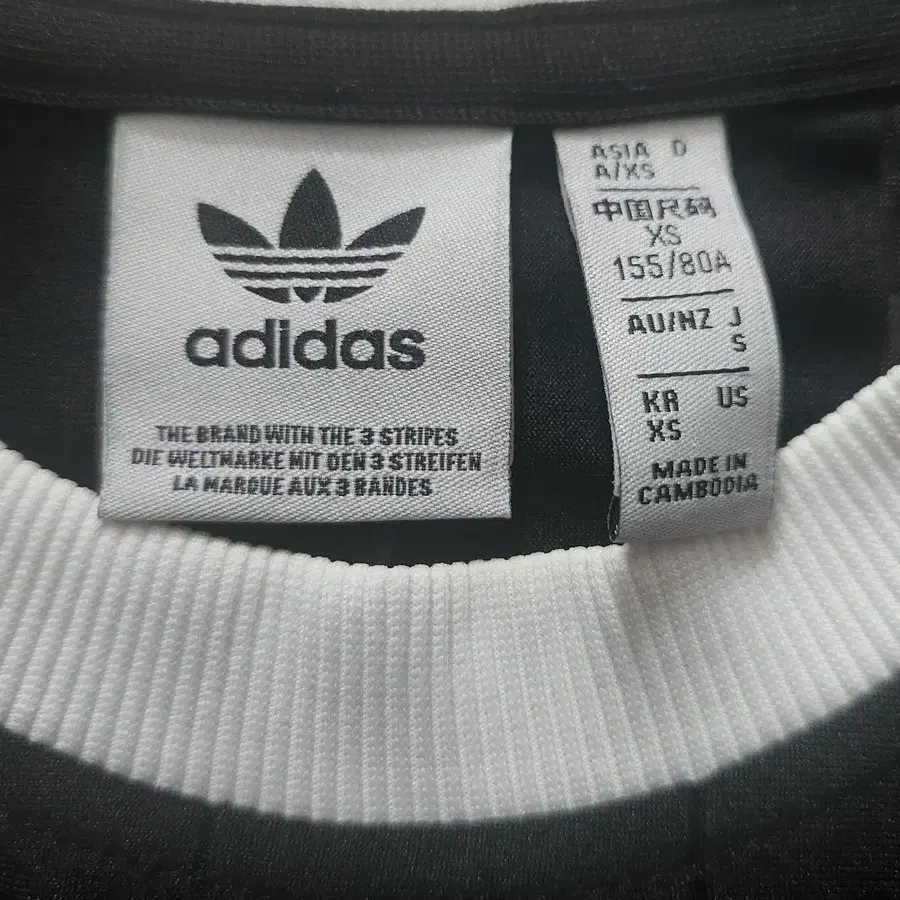 adidas
THE BRAND WITH THE 3 STRIPES
DIE WELTMARKE MIT DEN 3 STREIFEN
LA MARQUE AUX 3 BANDES
ASIA D
A/XS
中国尺码
XS
155/80A
AU/NZ J
S
KR US
XS
MADE IN
CAMBODIA